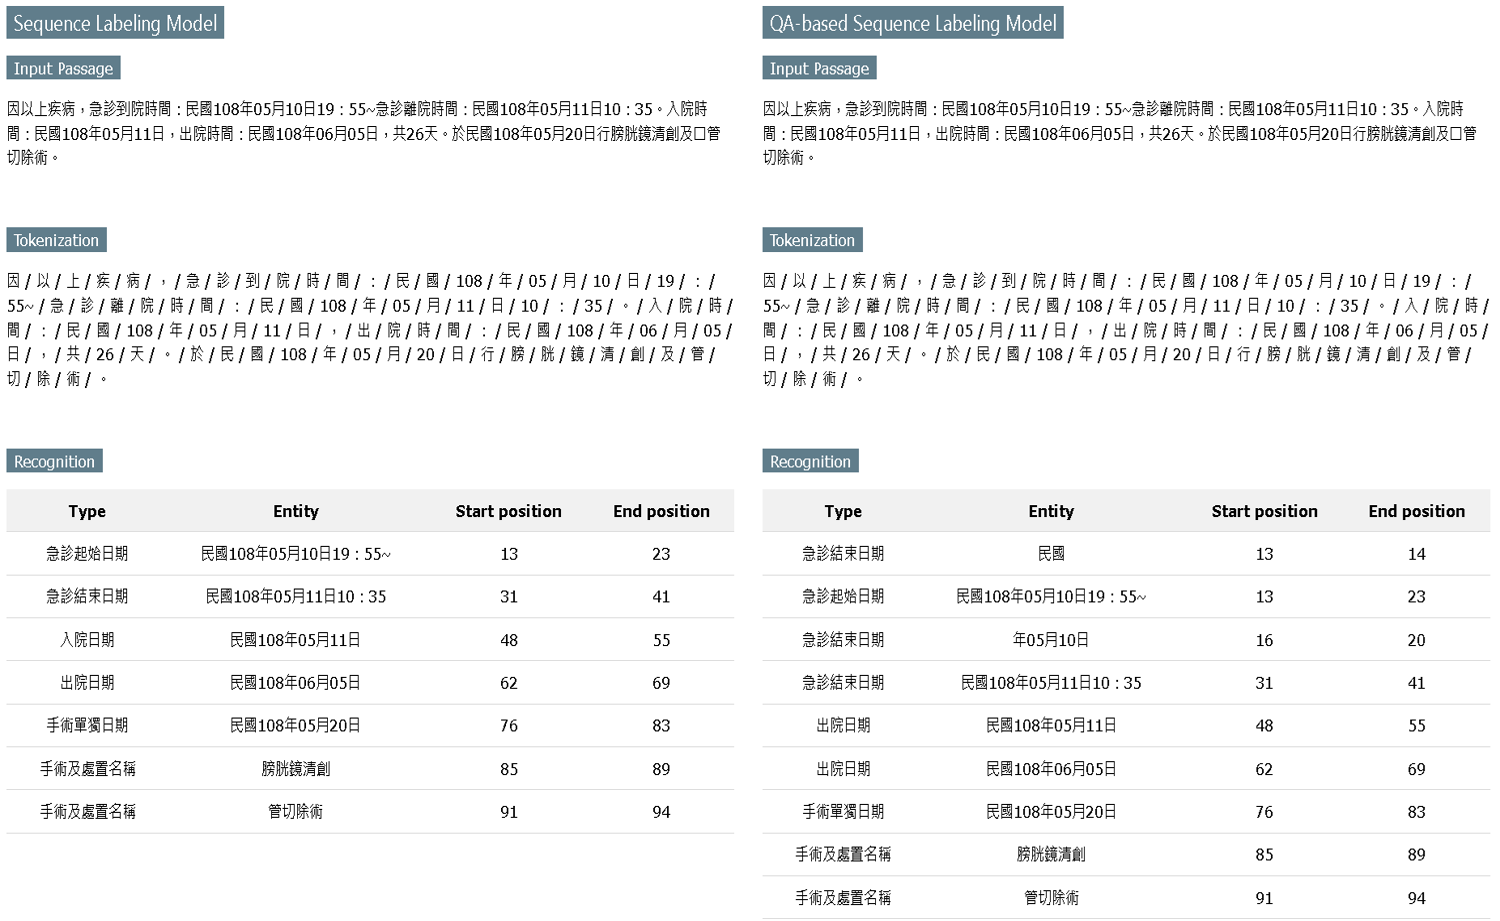 Sequence Labeling Model
Input Passage
因以上疾病，急診到院時間：民國108年05月10日19：55~急診離院時間：民國108年05月11日10：35。入院時
間：民國108年05月11日，出院時間：民國108年06月05日，共26天。於民國108年05月20日行膀胱鏡清創及口管
切除術。
Tokenization
因 / 以 / 上 / 疾 / 病 / ， / 急 / 診 / 到 / 院 / 時 / 間 / ： / 民 / 國 / 108 / 年 / 05 / 月 / 10 / 日 / 19 / ： /
55~ / 急 / 診 / 離 / 院 / 時 / 間 / ： / 民 / 國 / 108 / 年 / 05 / 月 / 11 / 日 / 10 / ： / 35 / 。 / 入 / 院 / 時 /
間 / ： / 民 / 國 / 108 / 年 / 05 / 月 / 11 / 日 / ， / 出 / 院 / 時 / 間 / ： / 民 / 國 / 108 / 年 / 06 / 月 / 05 /
日 / ， / 共 / 26 / 天 / 。 / 於 / 民 / 國 / 108 / 年 / 05 / 月 / 20 / 日 / 行 / 膀 / 胱 / 鏡 / 清 / 創 / 及 / 管 /
切 / 除 / 術 / 。
Recognition
Type Entity Start position End position
急診起始日期 民國108年05月10日19：55~ 13 23
急診結束日期 民國108年05月11日10：35 31 41
入院日期 民國108年05月11日 48 55
出院日期 民國108年06月05日 62 69
手術單獨日期 民國108年05月20日 76 83
手術及處置名稱 膀胱鏡清創 85 89
手術及處置名稱 管切除術 91 94
QA-based Sequence Labeling Model
Input Passage
因以上疾病，急診到院時間：民國108年05月10日19：55~急診離院時間：民國108年05月11日10：35。入院時
間：民國108年05月11日，出院時間：民國108年06月05日，共26天。於民國108年05月20日行膀胱鏡清創及口管
切除術。
Tokenization
因 / 以 / 上 / 疾 / 病 / ， / 急 / 診 / 到 / 院 / 時 / 間 / ： / 民 / 國 / 108 / 年 / 05 / 月 / 10 / 日 / 19 / ： /
55~ / 急 / 診 / 離 / 院 / 時 / 間 / ： / 民 / 國 / 108 / 年 / 05 / 月 / 11 / 日 / 10 / ： / 35 / 。 / 入 / 院 / 時 /
間 / ： / 民 / 國 / 108 / 年 / 05 / 月 / 11 / 日 / ， / 出 / 院 / 時 / 間 / ： / 民 / 國 / 108 / 年 / 06 / 月 / 05 /
日 / ， / 共 / 26 / 天 / 。 / 於 / 民 / 國 / 108 / 年 / 05 / 月 / 20 / 日 / 行 / 膀 / 胱 / 鏡 / 清 / 創 / 及 / 管 /
切 / 除 / 術 / 。
Recognition
Type Entity Start position End position
急診結束日期 民國 13 14
急診起始日期 民國108年05月10日19：55~ 13 23
急診結束日期 年05月10日 16 20
急診結束日期 民國108年05月11日10：35 31 41
出院日期 民國108年05月11日 48 55
出院日期 民國108年06月05日 62 69
手術單獨日期 民國108年05月20日 76 83
手術及處置名稱 膀胱鏡清創 85 89
手術及處置名稱 管切除術 91 94